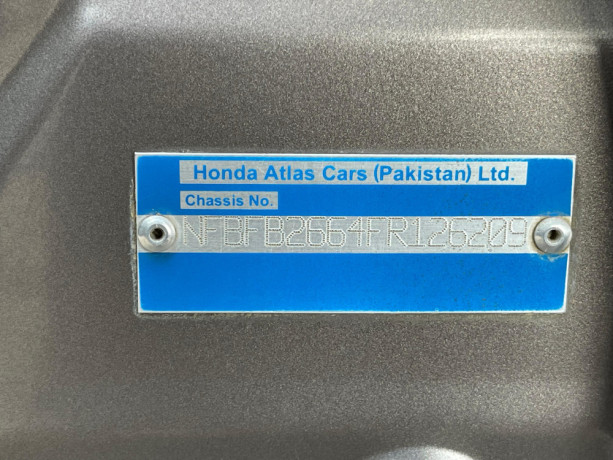 Honda Atlas Cars (Pakistan) Ltd.
Chassis No.
NFBFB2664FR126209